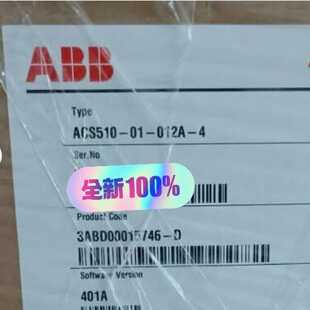 ABB
Type
ACS510-01-012A-4
Ser.No
全新100%
Product Code
3ABD00015746-D
Software Version
401A